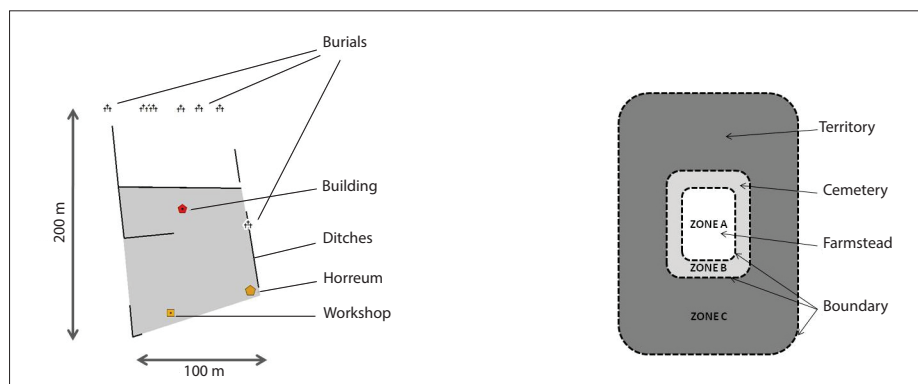 Burials
Building
Ditches
Horreum
Workshop
200 m
100 m
Territory
Cemetery
Farmstead
Boundary
ZONE A
ZONE B
ZONE C